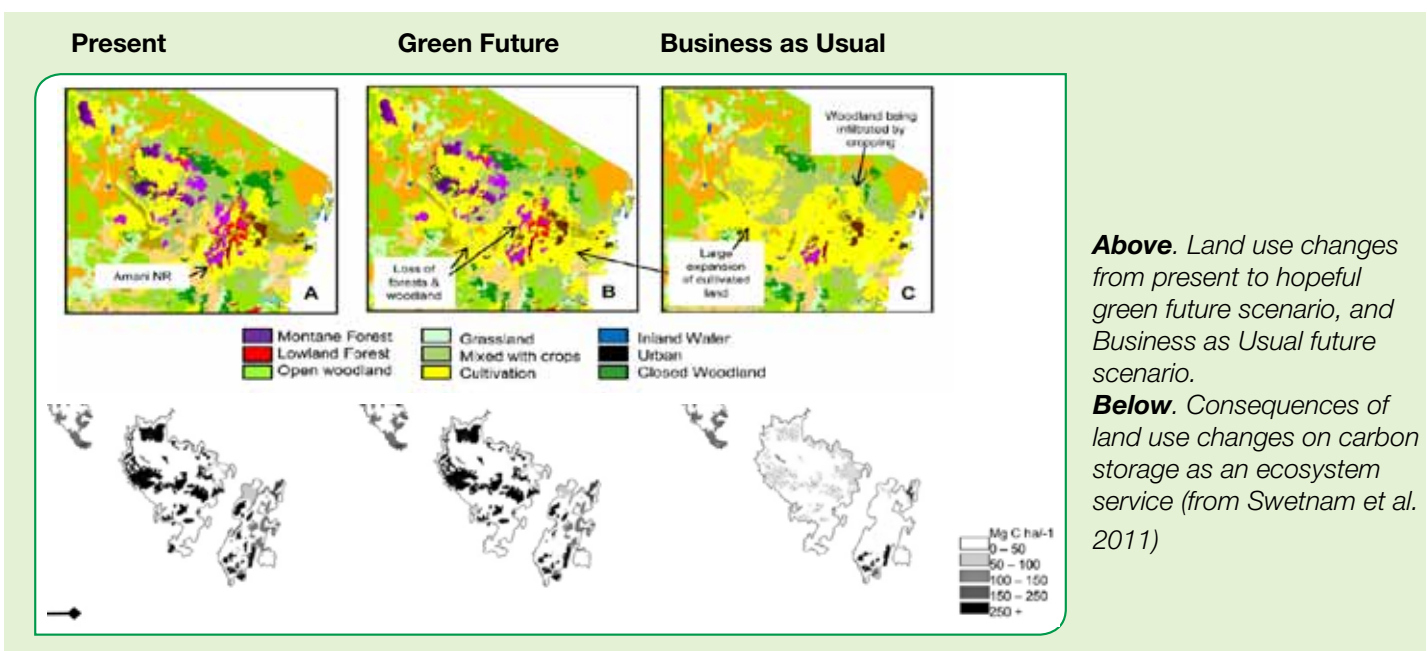 Present
Green Future
Business as Usual
Woodland being
infiltrated by
cropping
Amani NR
A
Loss of
forests &
woodland
B
Large
expansion
of cultivated
land
C
Montane Forest
Lowland Forest
Open woodland
Grassland
Mixed with crops
Cultivation
Inland Water
Urban
Closed Woodland
Mg C ha/-1
0 – 50
50 – 100
100 – 150
150 – 250
250 +
Above. Land use changes
from present to hopeful
green future scenario, and
Business as Usual future
scenario.
Below. Consequences of
land use changes on carbon
storage as an ecosystem
service (from Swetnam et al.
2011)